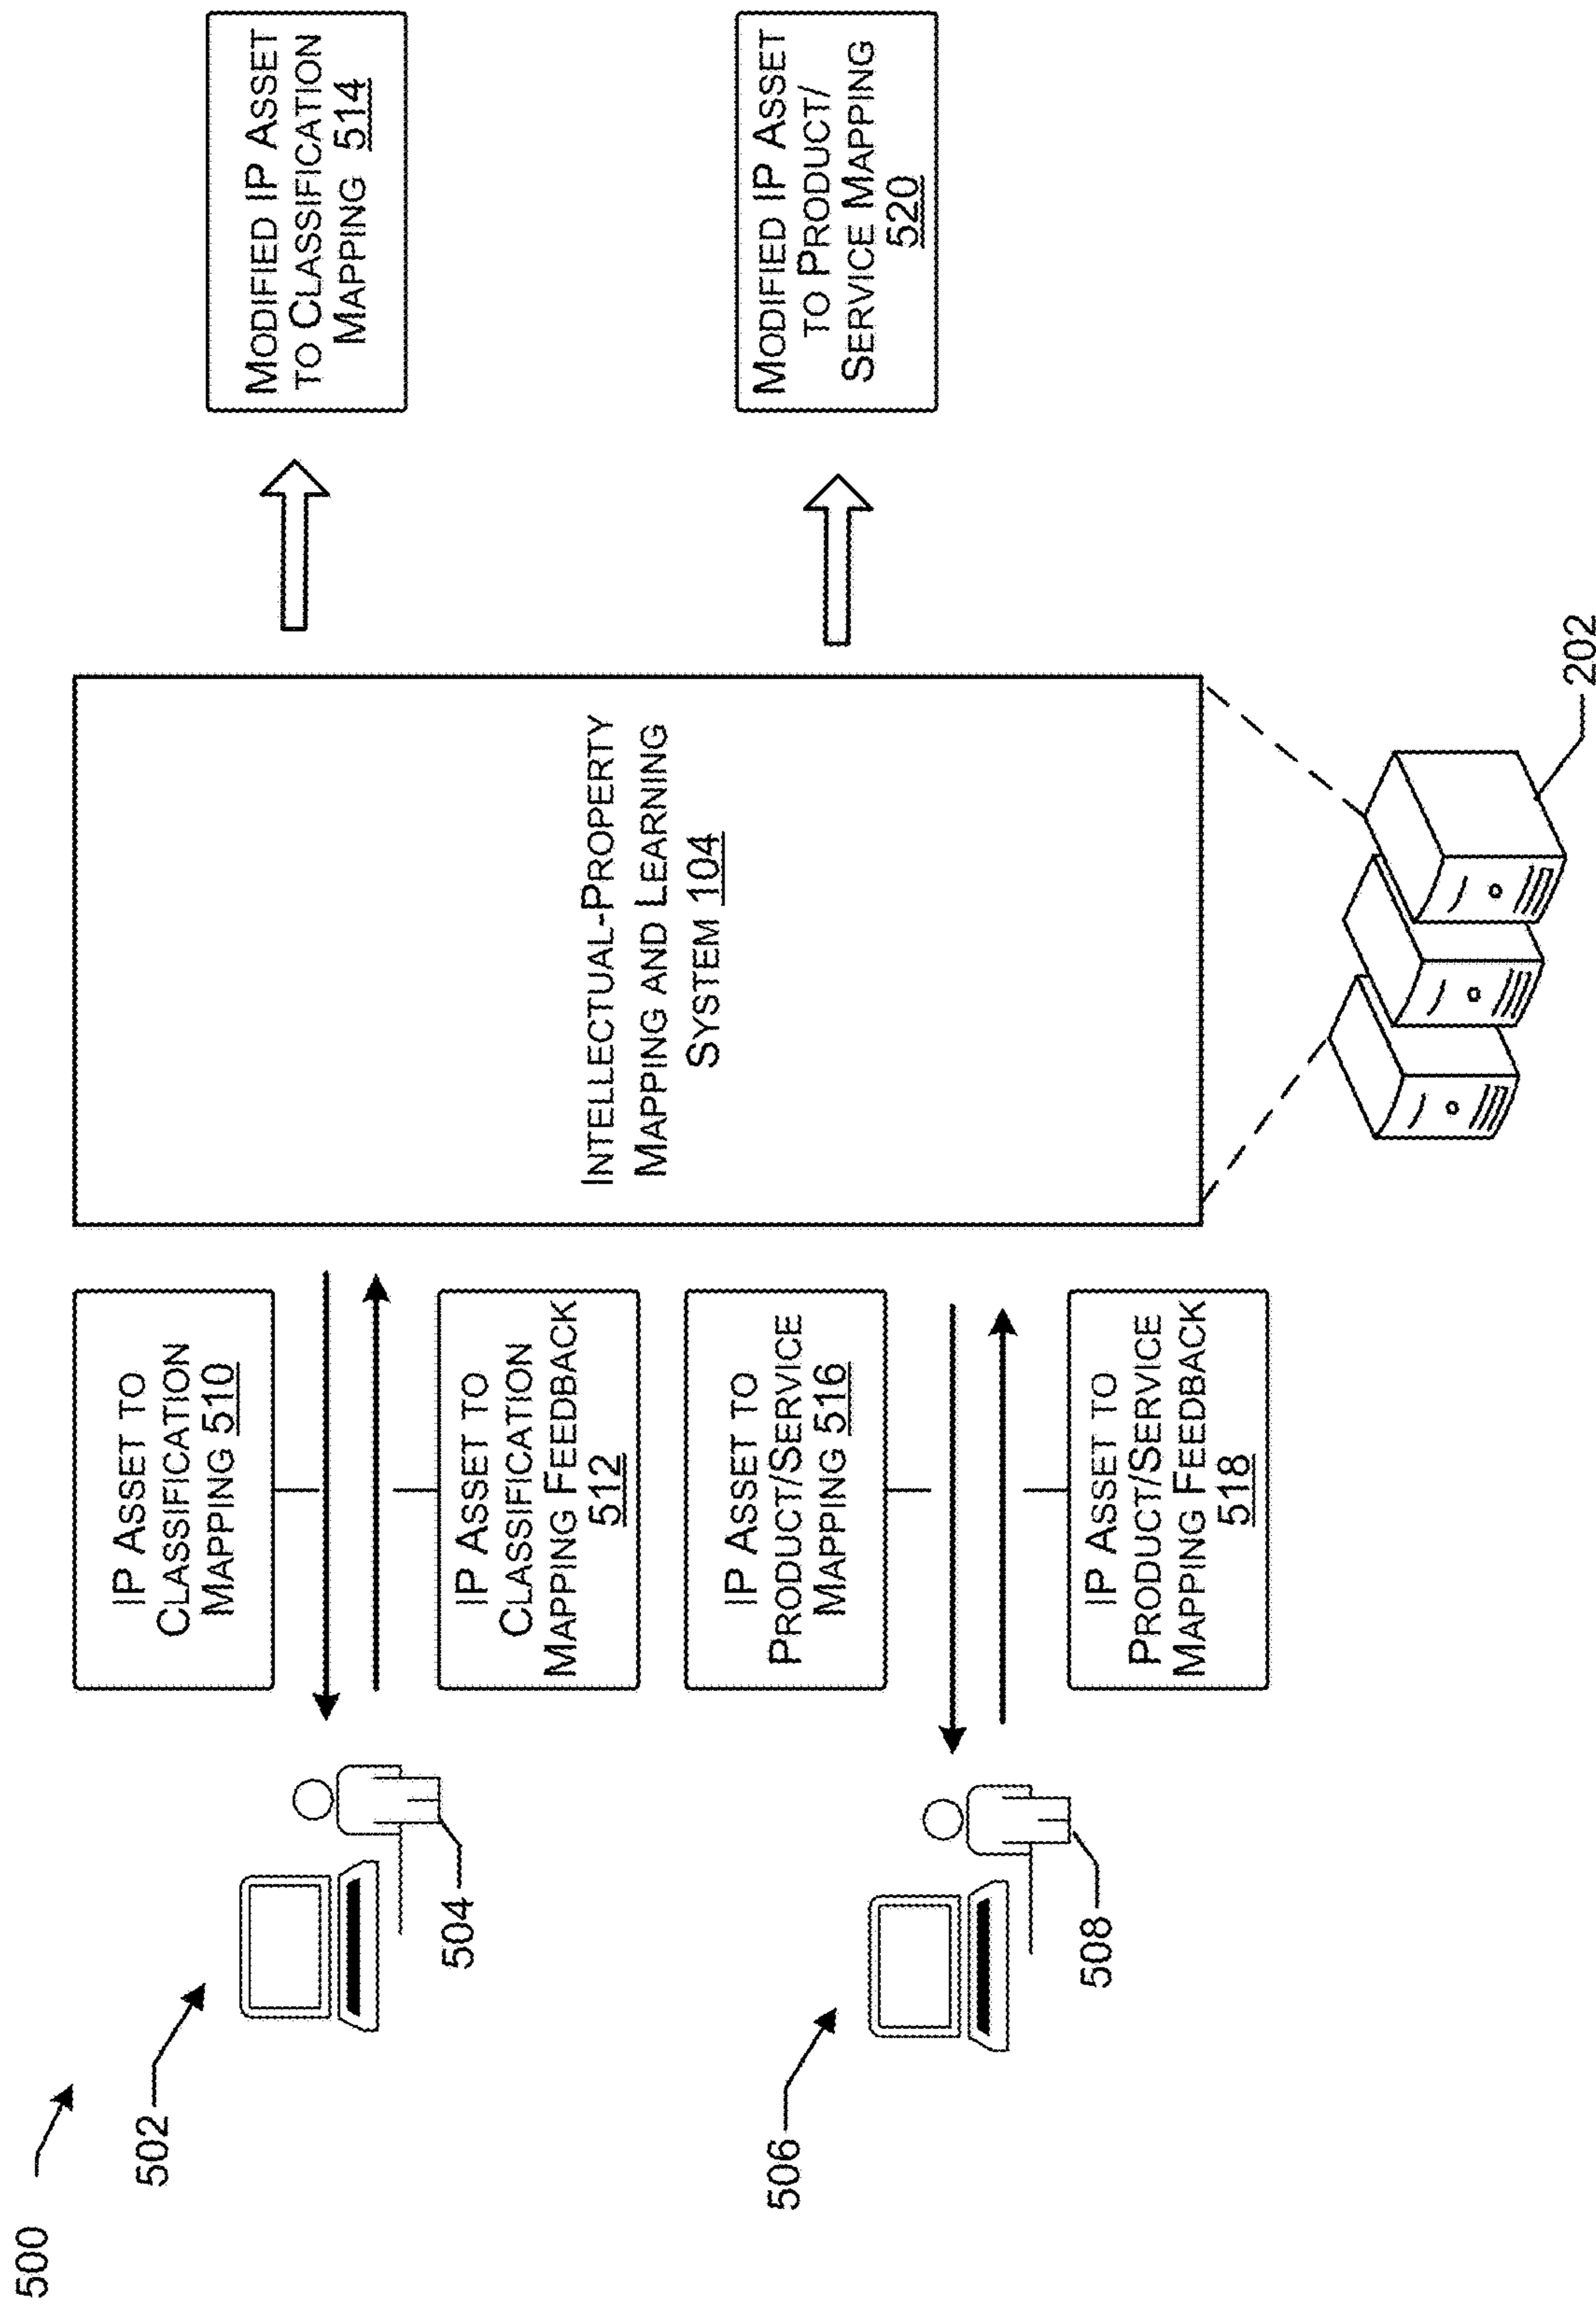 500
502
504
IP ASSET TO
CLASSIFICATION
MAPPING 510
IP ASSET TO
CLASSIFICATION
MAPPING FEEDBACK
512
506
508
IP ASSET TO
PRODUCT/SERVICE
MAPPING 516
IP ASSET TO
PRODUCT/SERVICE
MAPPING FEEDBACK
518
INTELLECTUAL-PROPERTY
MAPPING AND LEARNING
SYSTEM 104
202
MODIFIED IP ASSET
TO CLASSIFICATION
MAPPING 514
MODIFIED IP ASSET
TO PRODUCT/
SERVICE MAPPING
520